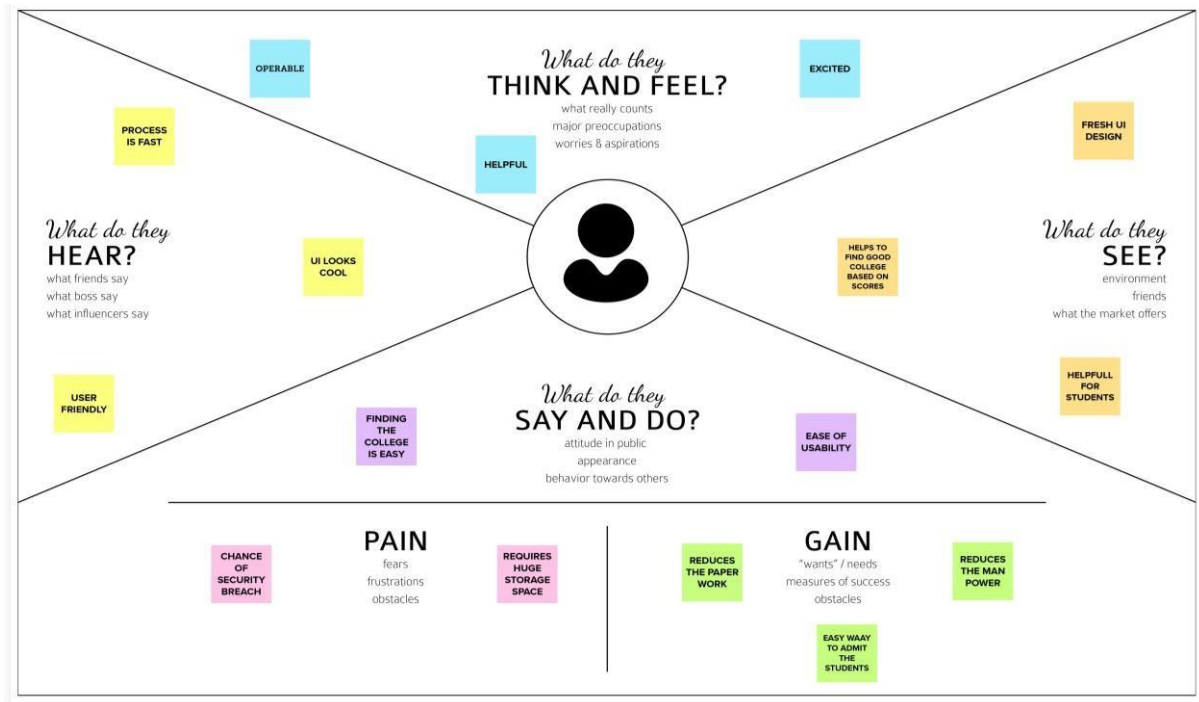 What do they
THINK AND FEEL?
what really counts
major preoccupations
worries & aspirations
OPERABLE
EXCITED
HELPFUL
What do they
HEAR?
what friends say
what boss say
what influencers say
PROCESS
IS FAST
UI LOOKS
COOL
USER
FRIENDLY
What do they
SEE?
environment
friends
what the market offers
FRESH UI
DESIGN
HELPS TO
FIND GOOD
COLLEGE
BASED ON
SCORES
HELPFULL
FOR
STUDENTS
What do they
SAY AND DO?
attitude in public
appearance
behavior towards others
FINDING
THE
COLLEGE
IS EASY
EASE OF
USABILITY
PAIN
fears
frustrations
obstacles
CHANCE
OF
SECURITY
BREACH
REQUIRES
HUGE
STORAGE
SPACE
GAIN
"wants" / needs
measures of success
obstacles
REDUCES
THE PAPER
WORK
REDUCES
THE MAN
POWER
EASY WAAY
TO ADMIT
THE
STUDENTS